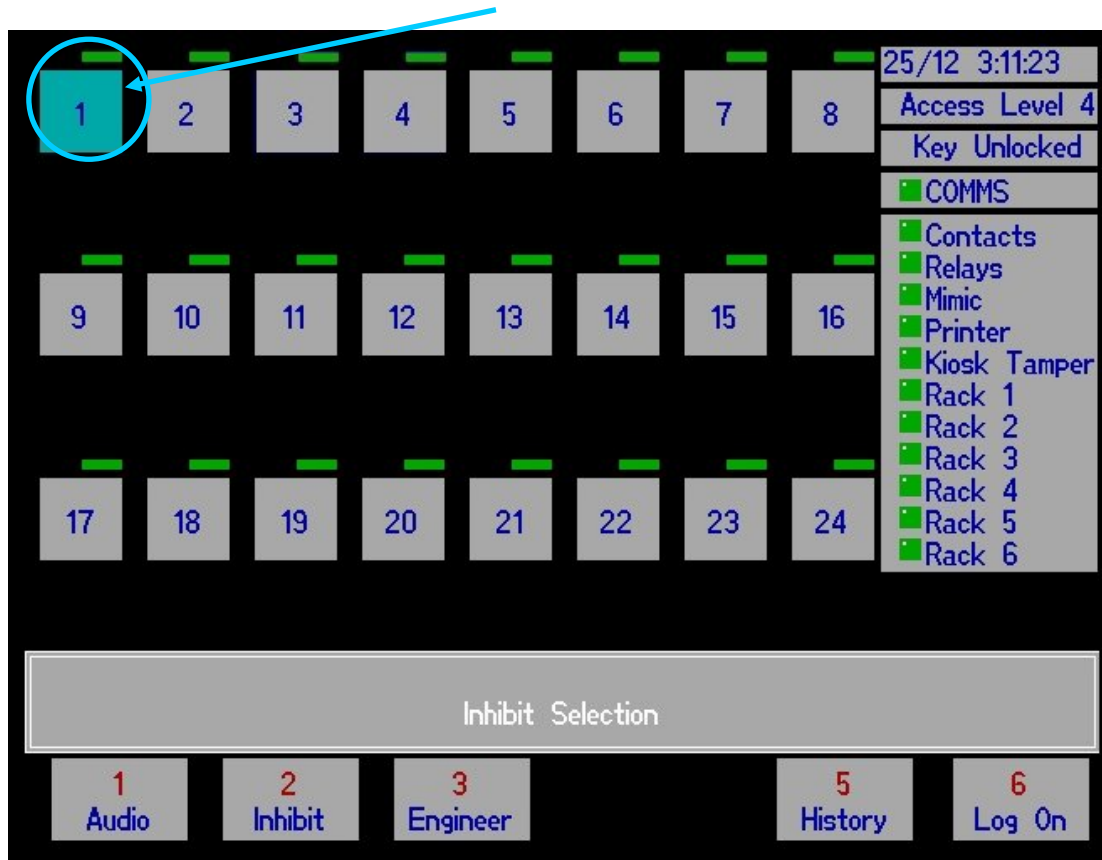 1 2 3 4 5 6 7 8
25/12 3:11:23
Access Level 4
Key Unlocked
COMMS
Contacts
Relays
Mimic
Printer
Kiosk Tamper
Rack 1
Rack 2
Rack 3
Rack 4
Rack 5
Rack 6
9 10 11 12 13 14 15 16
17 18 19 20 21 22 23 24
Inhibit Selection
1
Audio
2
Inhibit
3
Engineer
5
History
6
Log On